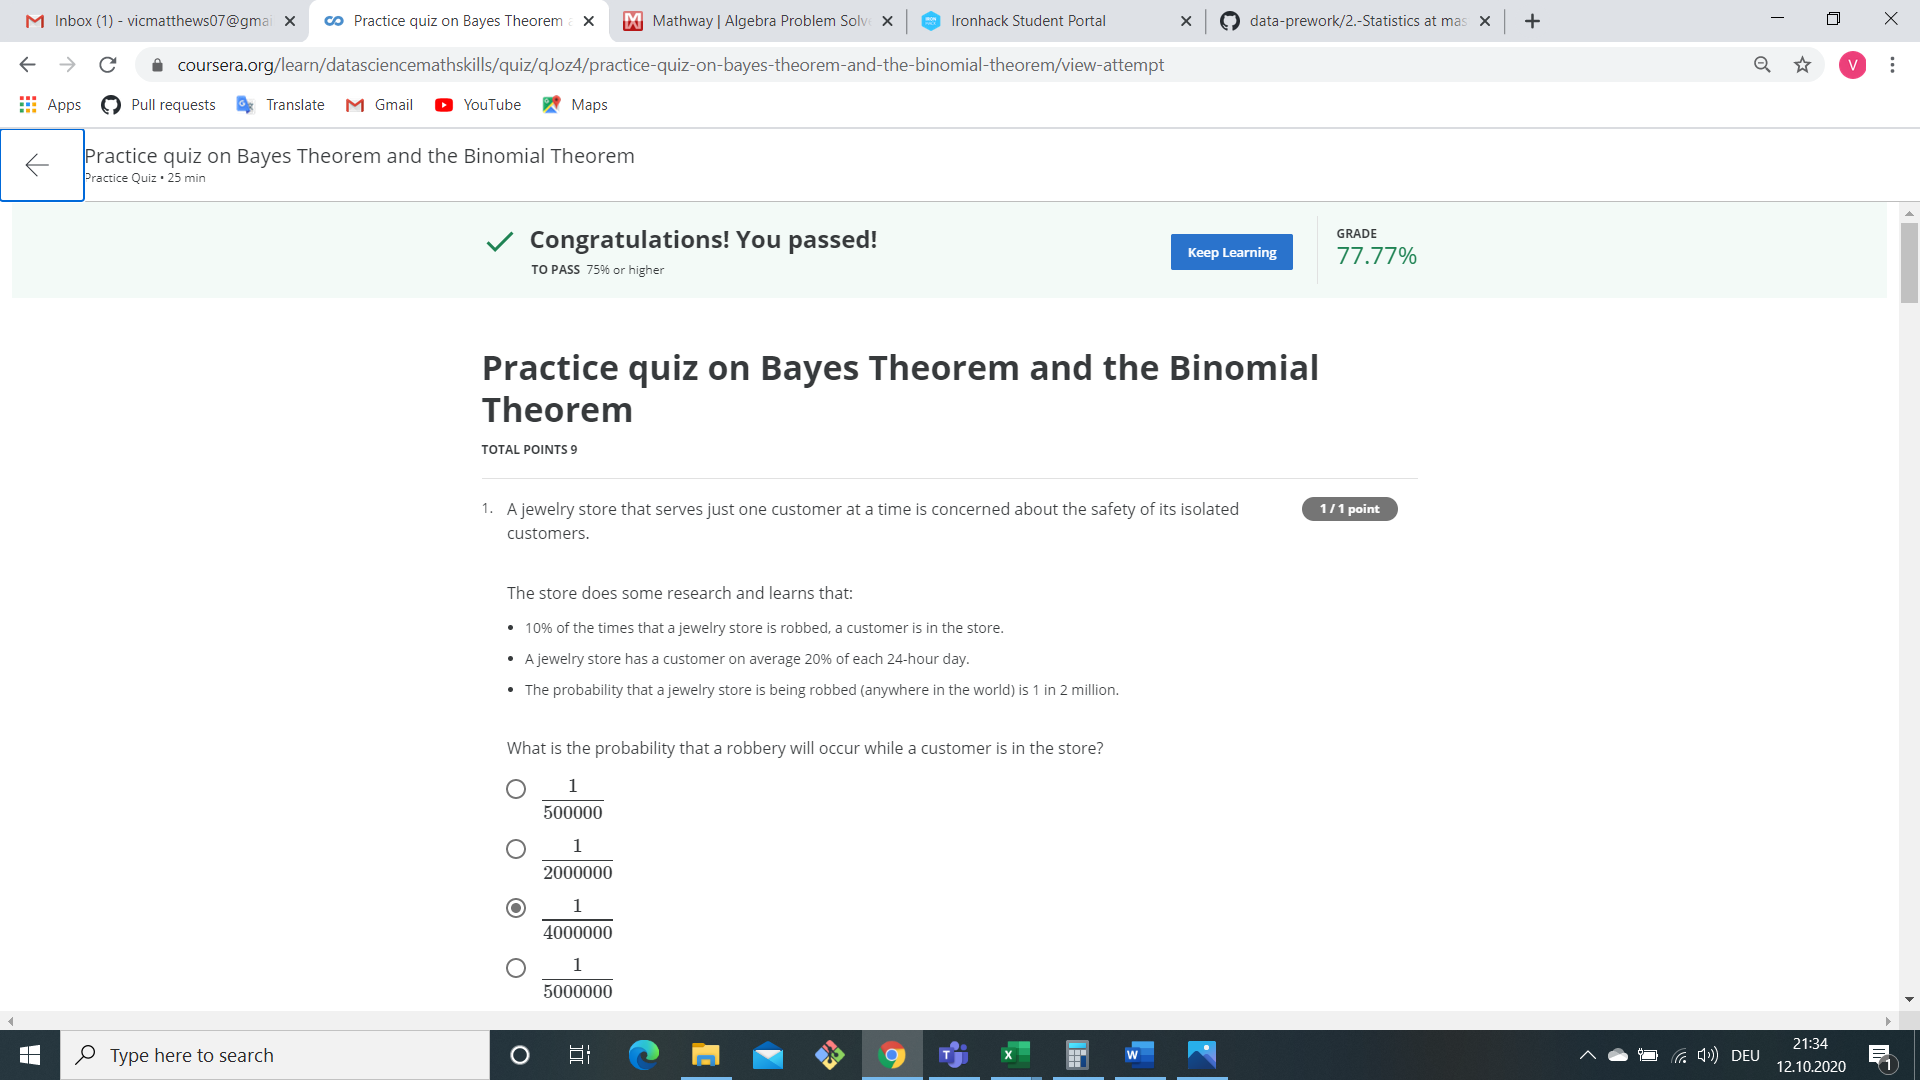 Inbox (1) - vicmatthews07@gmai
Practice quiz on Bayes Theorem a
Mathway | Algebra Problem Solve
Ironhack Student Portal
data-prework/2.-Statistics at mas
coursera.org/learn/datasciencemathskills/quiz/qJoz4/practice-quiz-on-bayes-theorem-and-the-binomial-theorem/view-attempt
V
Apps
Pull requests
Translate
Gmail
YouTube
Maps
Practice quiz on Bayes Theorem and the Binomial Theorem
Practice Quiz • 25 min
Congratulations! You passed!
TO PASS 75% or higher
Keep Learning
GRADE
77.77%
Practice quiz on Bayes Theorem and the Binomial
Theorem
TOTAL POINTS 9
1. A jewelry store that serves just one customer at a time is concerned about the safety of its isolated
customers.
1 / 1 point
The store does some research and learns that:
• 10% of the times that a jewelry store is robbed, a customer is in the store.
• A jewelry store has a customer on average 20% of each 24-hour day.
• The probability that a jewelry store is being robbed (anywhere in the world) is 1 in 2 million.
What is the probability that a robbery will occur while a customer is in the store?
1
500000
1
2000000
1
4000000
1
5000000
Type here to search
DEU
21:34
12.10.2020
1